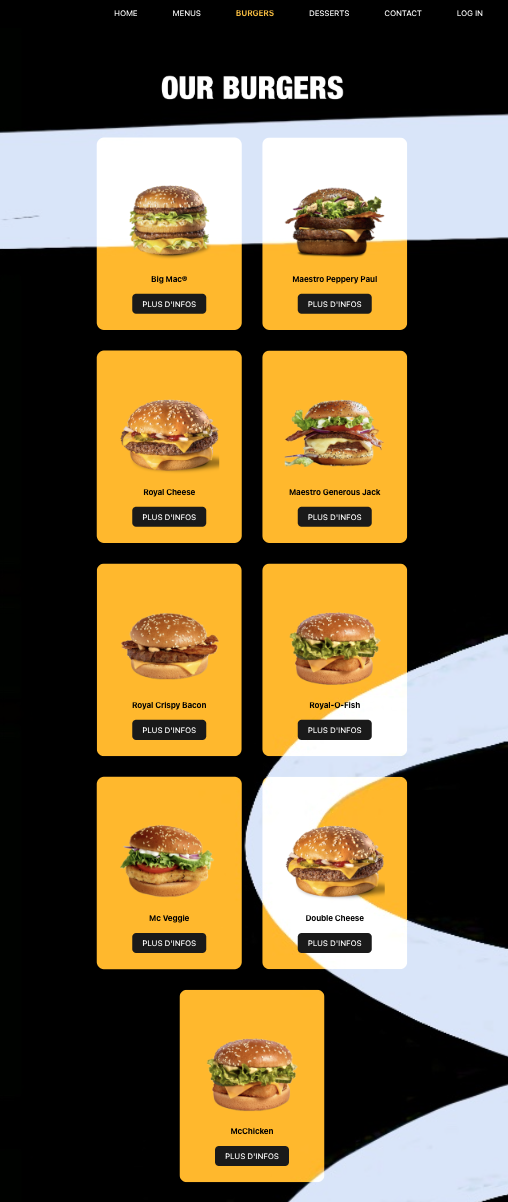 HOME MENUS BURGERS DESSERTS CONTACT LOG IN
OUR BURGERS
Big Mac®
PLUS D'INFOS
Maestro Peppery Paul
PLUS D'INFOS
Royal Cheese
PLUS D'INFOS
Maestro Generous Jack
PLUS D'INFOS
Royal Crispy Bacon
PLUS D'INFOS
Royal-O-Fish
PLUS D'INFOS
Mc Veggie
PLUS D'INFOS
Double Cheese
PLUS D'INFOS
McChicken
PLUS D'INFOS